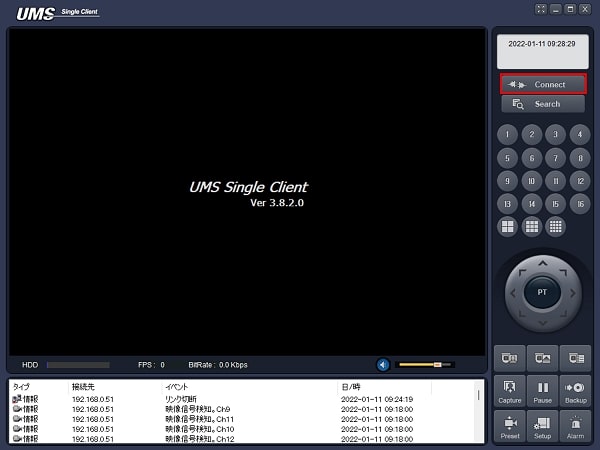 UMS Single Client
2022-01-11 09:28:29
Connect
Search
1 2 3 4
5 6 7 8
9 10 11 12
13 14 15 16
UMS Single Client
Ver 3.8.2.0
PT
HDD FPS : 0 BitRate : 0.0 Kbps
Capture Pause Backup
Preset Setup Alarm
タイプ 接続先 イベント 日/時
情報 192.168.0.51 リンク切断 2022-01-11 09:24:19
情報 192.168.0.51 映像信号検知。Ch9 2022-01-11 09:18:00
情報 192.168.0.51 映像信号検知。Ch11 2022-01-11 09:18:00
情報 192.168.0.51 映像信号検知。Ch10 2022-01-11 09:18:00
情報 192.168.0.51 映像信号検知。Ch12 2022-01-11 09:18:00